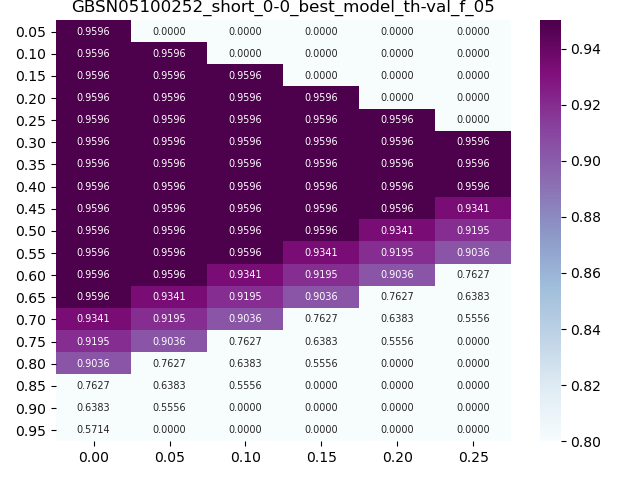 GBSN05100252_short_0-0_best_model_th-val_f_05
0.05 0.9596 0.0000 0.0000 0.0000 0.0000 0.0000
0.10 0.9596 0.9596 0.0000 0.0000 0.0000 0.0000
0.15 0.9596 0.9596 0.9596 0.0000 0.0000 0.0000
0.20 0.9596 0.9596 0.9596 0.9596 0.0000 0.0000
0.25 0.9596 0.9596 0.9596 0.9596 0.9596 0.0000
0.30 0.9596 0.9596 0.9596 0.9596 0.9596 0.9596
0.35 0.9596 0.9596 0.9596 0.9596 0.9596 0.9596
0.40 0.9596 0.9596 0.9596 0.9596 0.9596 0.9596
0.45 0.9596 0.9596 0.9596 0.9596 0.9596 0.9341
0.50 0.9596 0.9596 0.9596 0.9596 0.9341 0.9195
0.55 0.9596 0.9596 0.9596 0.9341 0.9195 0.9036
0.60 0.9596 0.9596 0.9341 0.9195 0.9036 0.7627
0.65 0.9596 0.9341 0.9195 0.9036 0.7627 0.6383
0.70 0.9341 0.9195 0.9036 0.7627 0.6383 0.5556
0.75 0.9195 0.9036 0.7627 0.6383 0.5556 0.0000
0.80 0.9036 0.7627 0.6383 0.5556 0.0000 0.0000
0.85 0.7627 0.6383 0.5556 0.0000 0.0000 0.0000
0.90 0.6383 0.5556 0.0000 0.0000 0.0000 0.0000
0.95 0.5714 0.0000 0.0000 0.0000 0.0000 0.0000
0.00 0.05 0.10 0.15 0.20 0.25
0.94
0.92
0.90
0.88
0.86
0.84
0.82
0.80